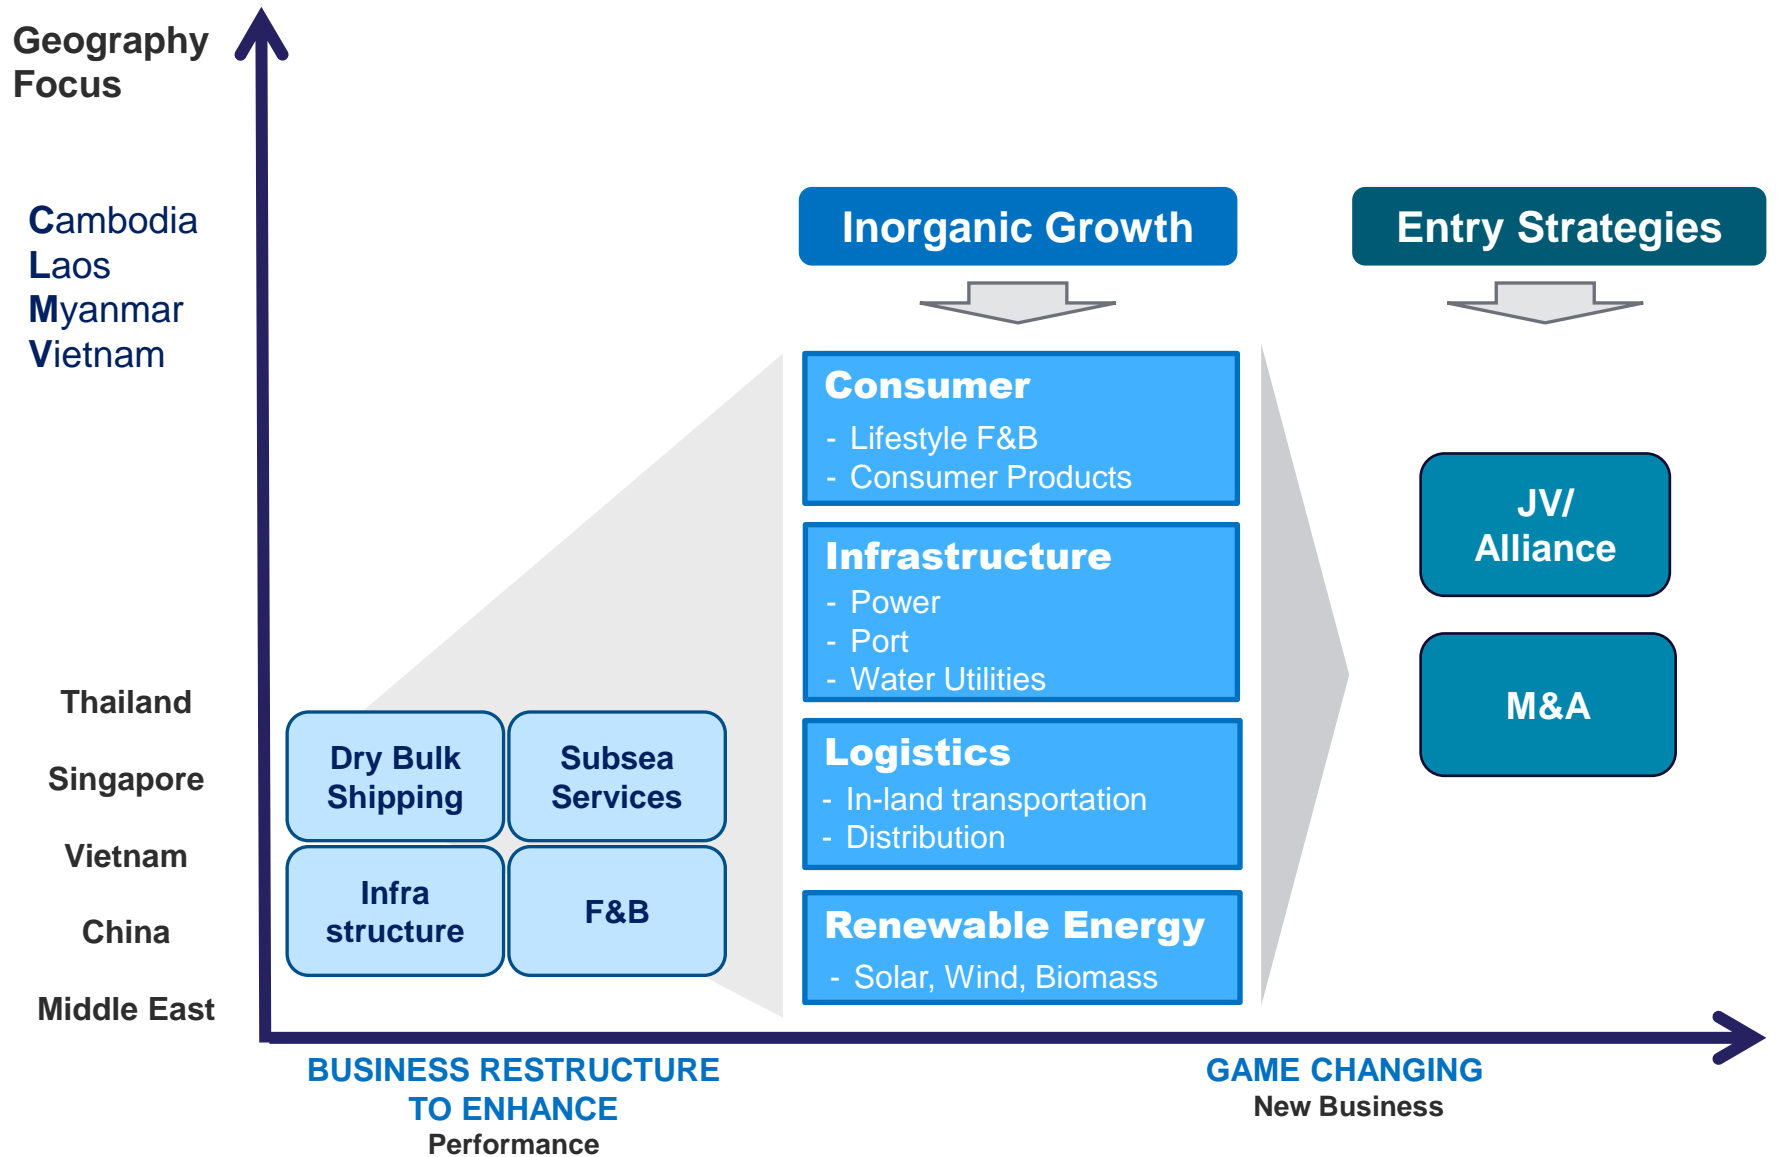 Geography
Focus
Cambodia
Laos
Myanmar
Vietnam
Thailand
Singapore
Vietnam
China
Middle East
Dry Bulk
Shipping
Subsea
Services
Infra
structure
F&B
Inorganic Growth
Consumer
- Lifestyle F&B
- Consumer Products
Infrastructure
- Power
- Port
- Water Utilities
Logistics
- In-land transportation
- Distribution
Renewable Energy
- Solar, Wind, Biomass
Entry Strategies
JV/
Alliance
M&A
BUSINESS RESTRUCTURE
TO ENHANCE
Performance
GAME CHANGING
New Business